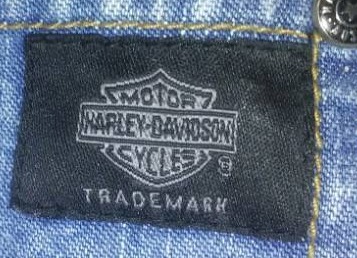 MOTOR
HARLEY-DAVIDSON
CYCLES ®
TRADEMARK